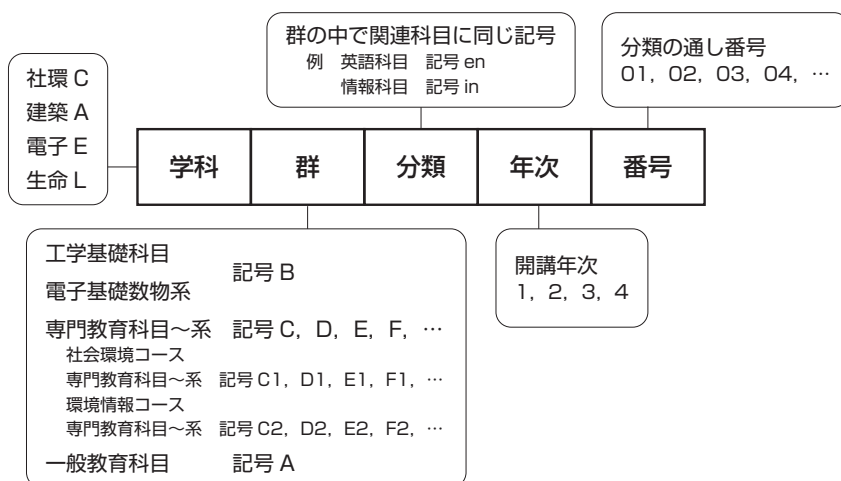 群の中で関連科目に同じ記号
例 英語科目 記号 en
情報科目 記号 in
分類の通し番号
01, 02, 03, 04, …
社環 C
建築 A
電子 E
生命 L
学科 群 分類 年次 番号
工学基礎科目
電子基礎数物系
記号 B
専門教育科目～系 記号 C, D, E, F, …
社会環境コース
専門教育科目～系 記号 C1, D1, E1, F1, …
環境情報コース
専門教育科目～系 記号 C2, D2, E2, F2, …
一般教育科目 記号 A
開講年次
1, 2, 3, 4